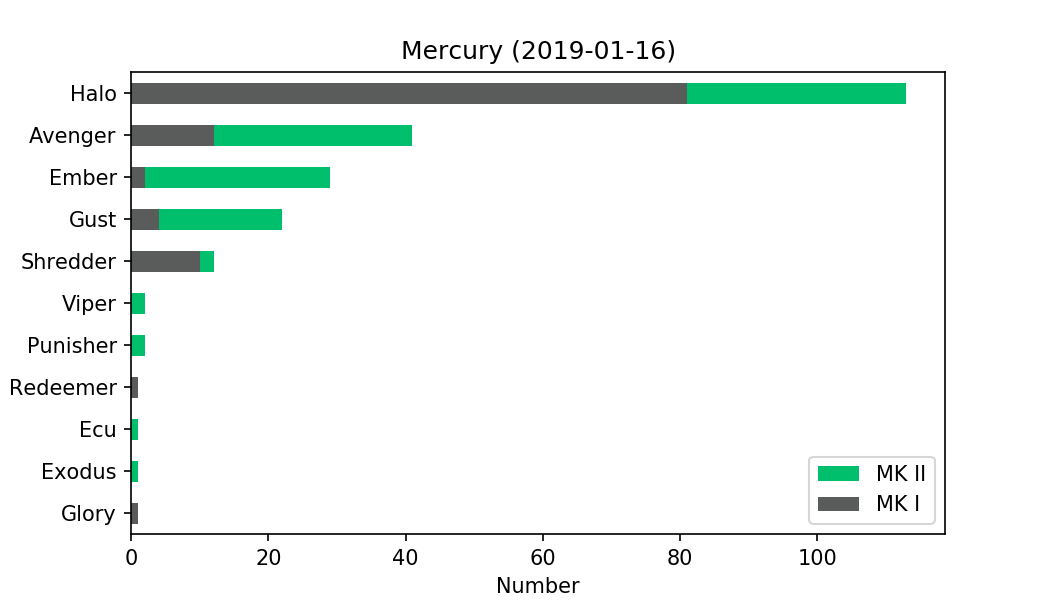 Mercury (2019-01-16)
Halo
Avenger
Ember
Gust
Shredder
Viper
Punisher
Redeemer
Ecu
Exodus
Glory
MK II
MK I
0 20 40 60 80 100
Number